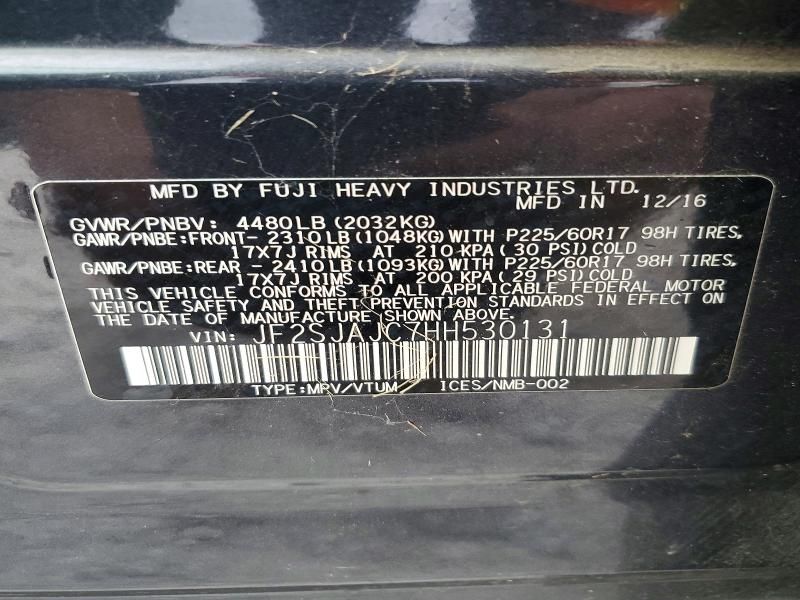 MFD BY FUJI HEAVY INDUSTRIES LTD.
MFD IN 12/16
GVWR/PNBV: 4480LB(2032KG)
GAWR/PNBE:FRONT- 2310LB(1048KG)WITH P225/60R17 98H TIRES,
17X7J RIMS AT 210 KPA(30 PSI)COLD
GAWR/PNBE:REAR - 2410LB(1093KG)WITH P225/60R17 98H TIRES,
17X7J RIMS AT 200 KPA(29 PSI)COLD
THIS VEHICLE CONFORMS TO ALL APPLICABLE FEDERAL MOTOR
VEHICLE SAFETY AND THEFT PREVENTION STANDARDS IN EFFECT ON
THE DATE OF MANUFACTURE SHOWN ABOVE.
VIN: JF2SJAJC7HH530131
TYPE:MPV/VTUM ICES/NMB-002